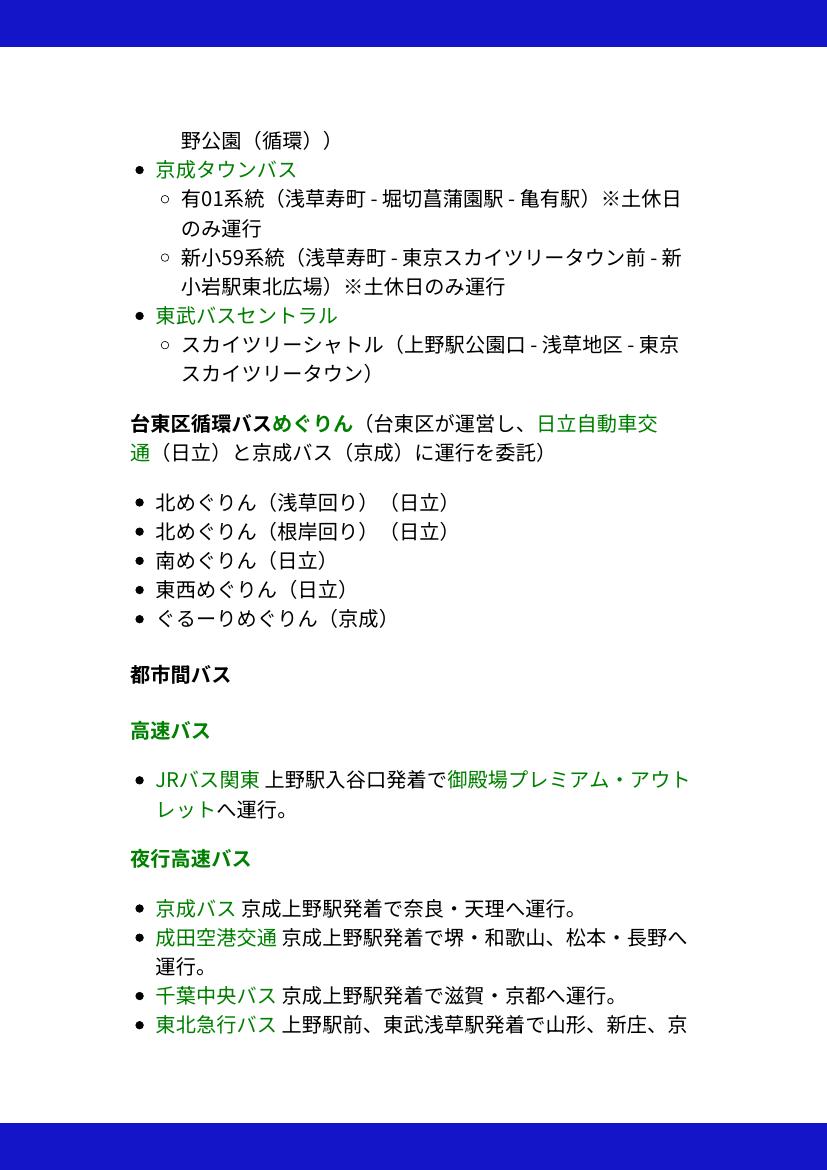 野公園（循環））
京成タウンバス
有01系統（浅草寿町 - 堀切菖蒲園駅 - 亀有駅）※土休日
のみ運行
新小59系統（浅草寿町 - 東京スカイツリータウン前 - 新
小岩駅東北広場）※土休日のみ運行
東武バスセントラル
スカイツリーシャトル（上野駅公園口 - 浅草地区 - 東京
スカイツリータウン）
台東区循環バスめぐりん（台東区が運営し、日立自動車交
通（日立）と京成バス（京成）に運行を委託）
北めぐりん（浅草回り）（日立）
北めぐりん（根岸回り）（日立）
南めぐりん（日立）
東西めぐりん（日立）
ぐるーりめぐりん（京成）
都市間バス
高速バス
JRバス関東 上野駅入谷口発着で御殿場プレミアム・アウト
レットへ運行。
夜行高速バス
京成バス 京成上野駅発着で奈良・天理へ運行。
成田空港交通 京成上野駅発着で堺・和歌山、松本・長野へ
運行。
千葉中央バス 京成上野駅発着で滋賀・京都へ運行。
東北急行バス 上野駅前、東武浅草駅発着で山形、新庄、京